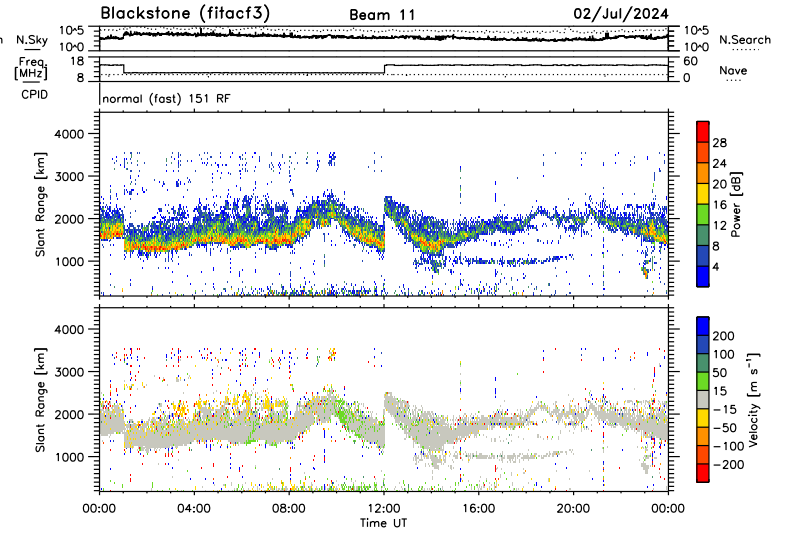 Blackstone (fitacf3) Beam 11 02/Jul/2024
N.Sky 10^5 10^0 10^5 10^0 N.Search
Freq. [MHz] 18 8 60 0 Nave
CPID normal (fast) 151 RF
Slant Range [km] 4000 3000 2000 1000
28 24 20 16 12 8 4 Power [dB]
Slant Range [km] 4000 3000 2000 1000
200 100 50 15 −15 −50 −100 −200 Velocity [m s⁻¹]
00:00 04:00 08:00 12:00 16:00 20:00 00:00
Time UT